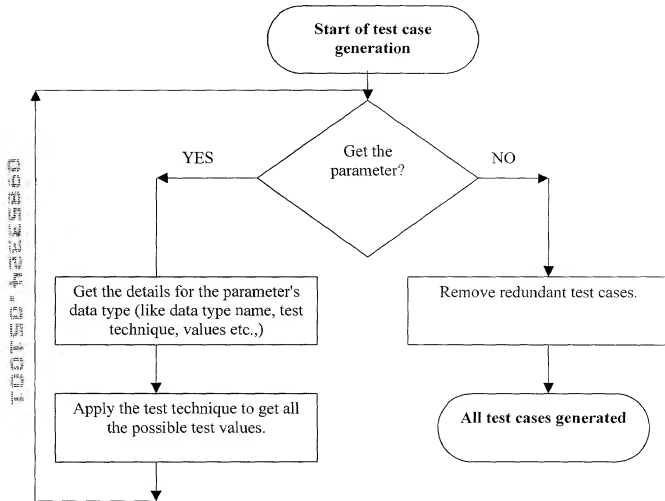 Start of test case
generation
Get the
parameter?
YES
NO
Get the details for the parameter's
data type (like data type name, test
technique, values etc.,)
Remove redundant test cases.
Apply the test technique to get all
the possible test values.
All test cases generated